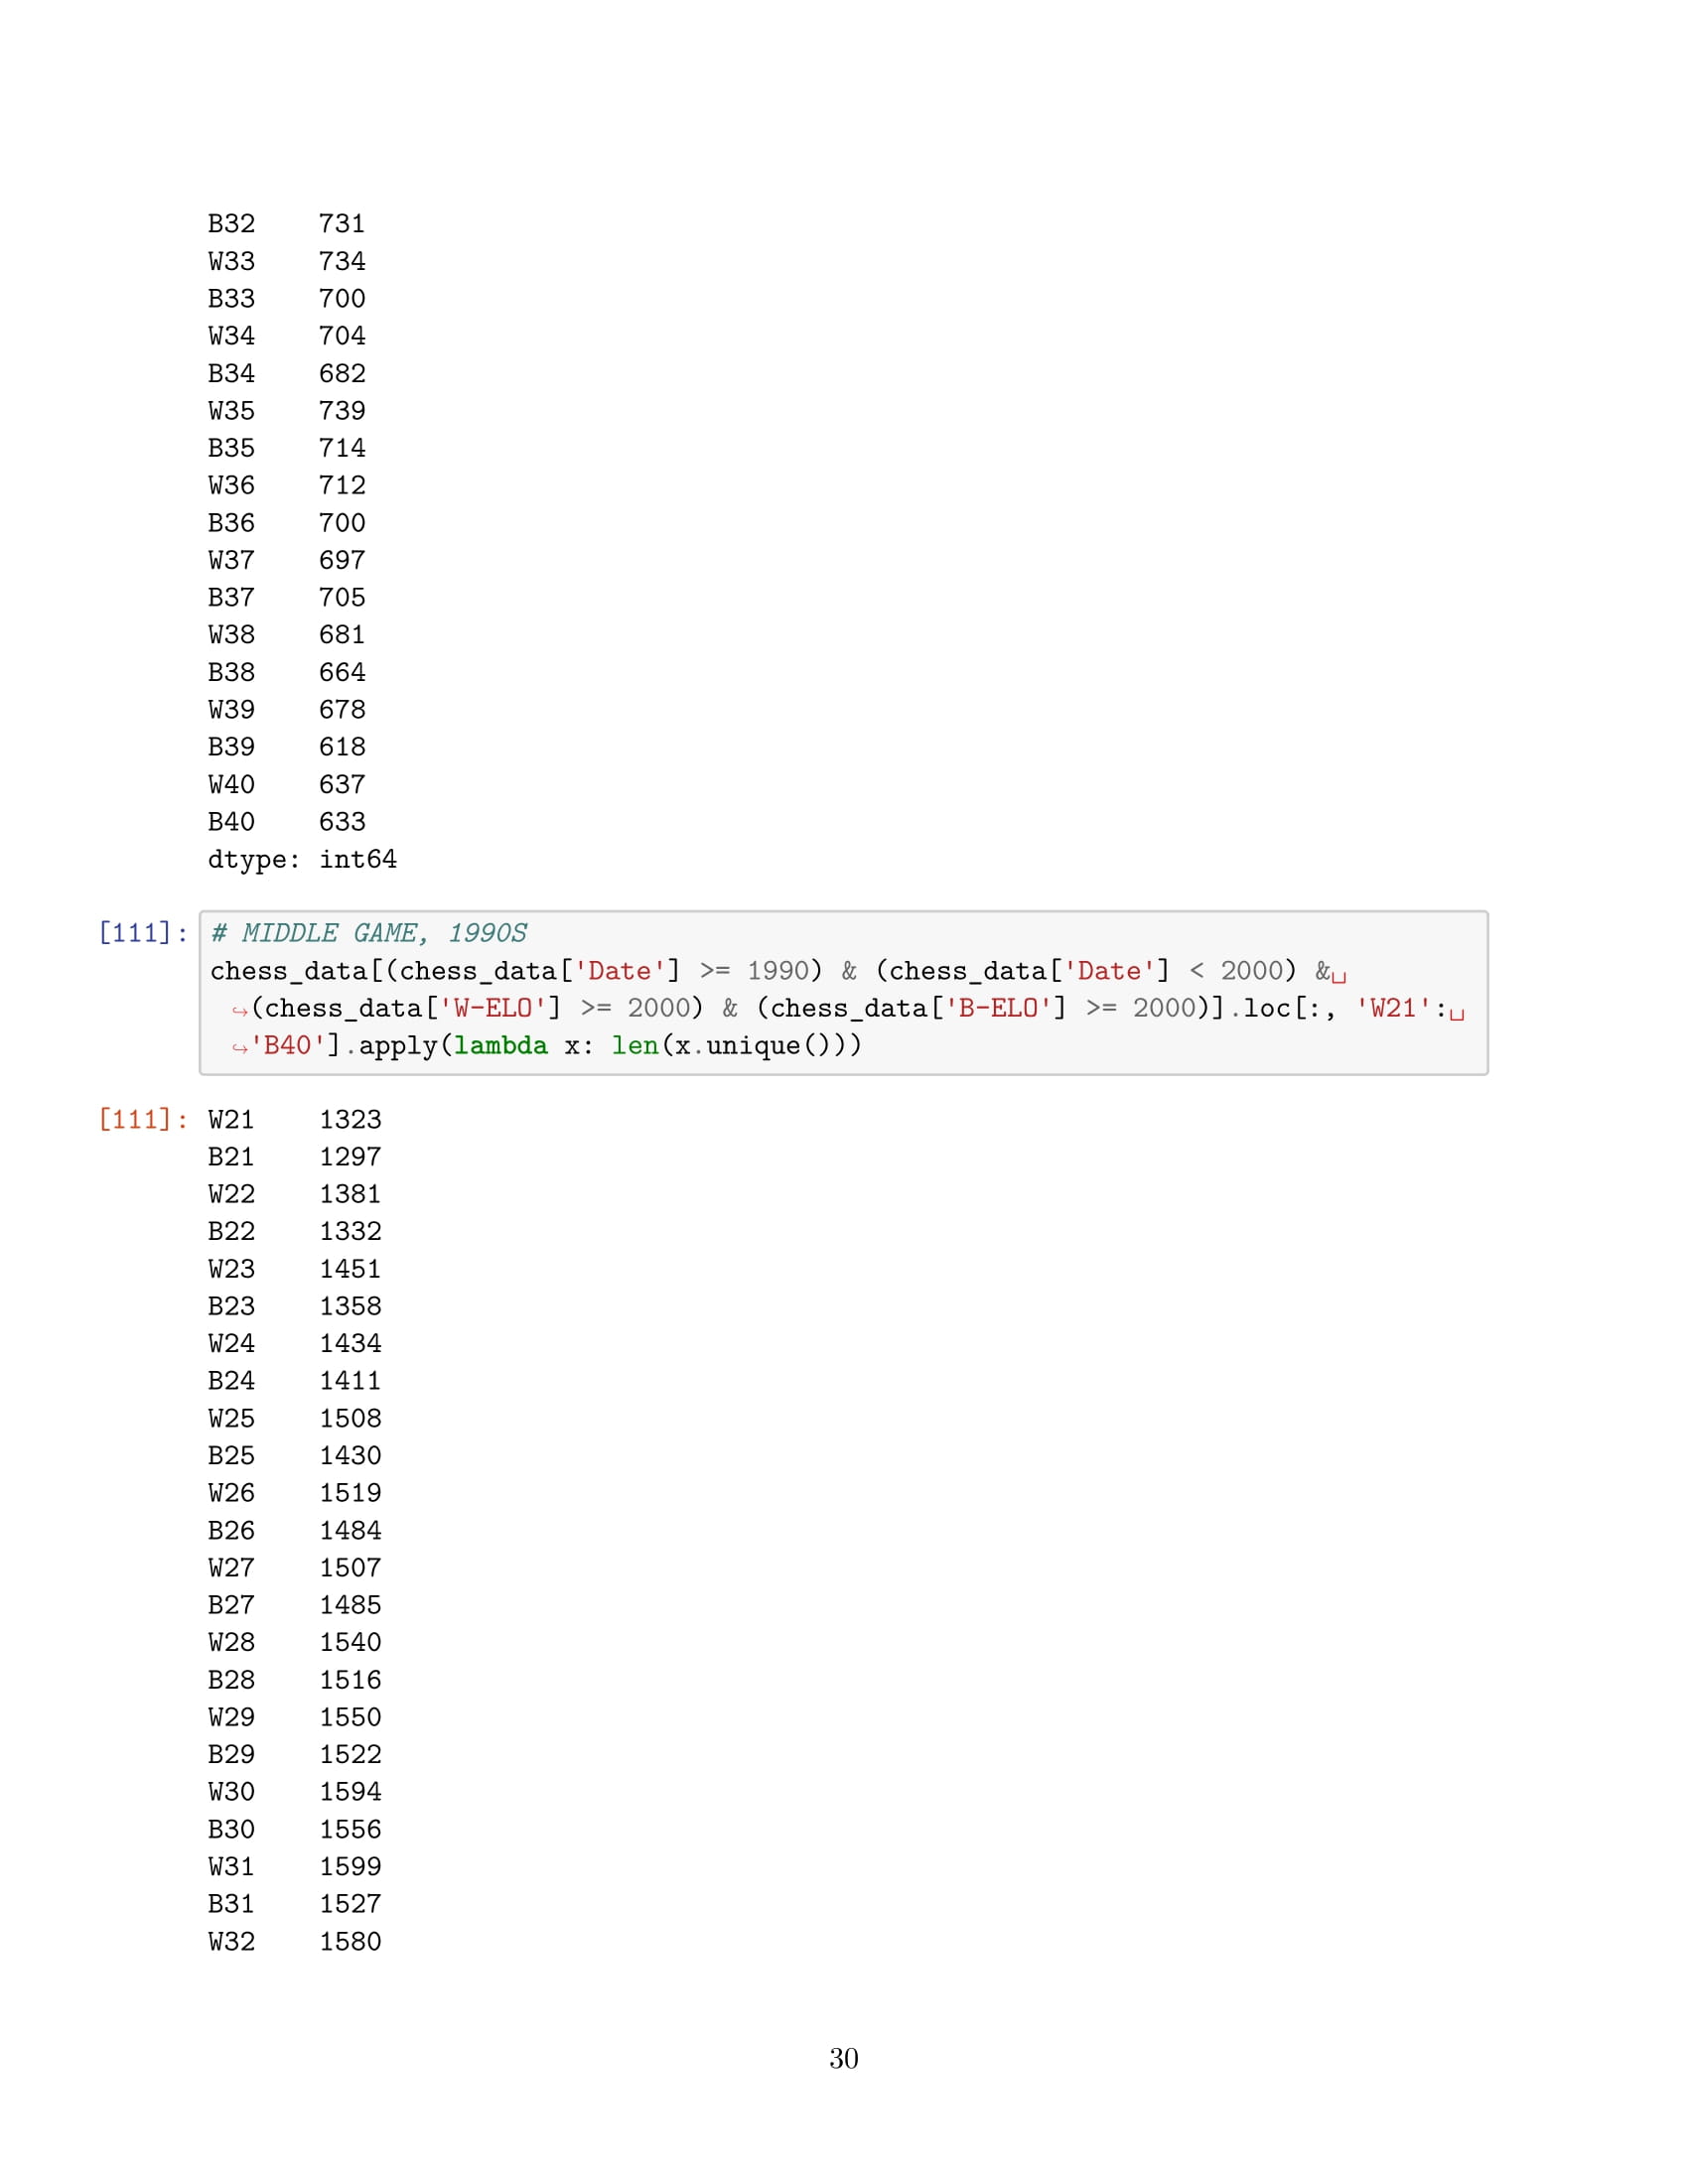 B32    731
W33    734
B33    700
W34    704
B34    682
W35    739
B35    714
W36    712
B36    700
W37    697
B37    705
W38    681
B38    664
W39    678
B39    618
W40    637
B40    633
dtype: int64
[111]: # MIDDLE GAME, 1990S
chess_data[(chess_data['Date'] >= 1990) & (chess_data['Date'] < 2000) &␣
↪(chess_data['W-ELO'] >= 2000) & (chess_data['B-ELO'] >= 2000)].loc[:, 'W21':␣
↪'B40'].apply(lambda x: len(x.unique()))
[111]: W21    1323
B21    1297
W22    1381
B22    1332
W23    1451
B23    1358
W24    1434
B24    1411
W25    1508
B25    1430
W26    1519
B26    1484
W27    1507
B27    1485
W28    1540
B28    1516
W29    1550
B29    1522
W30    1594
B30    1556
W31    1599
B31    1527
W32    1580
30